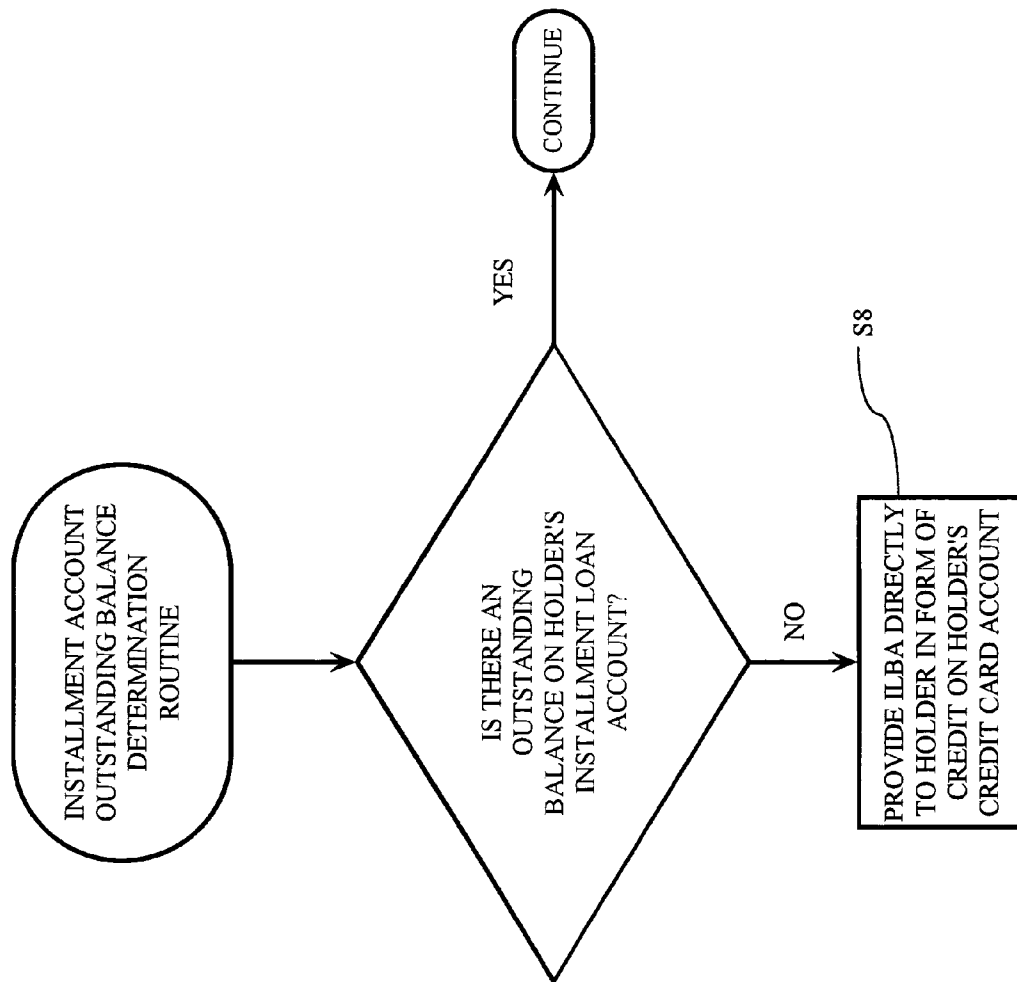 INSTALLMENT ACCOUNT
OUTSTANDING BALANCE
DETERMINATION
ROUTINE
IS THERE AN
OUTSTANDING
BALANCE ON HOLDER'S
INSTALLMENT LOAN
ACCOUNT?
YES
CONTINUE
NO
S8
PROVIDE ILBA DIRECTLY
TO HOLDER IN FORM OF
CREDIT ON HOLDER'S
CREDIT CARD ACCOUNT